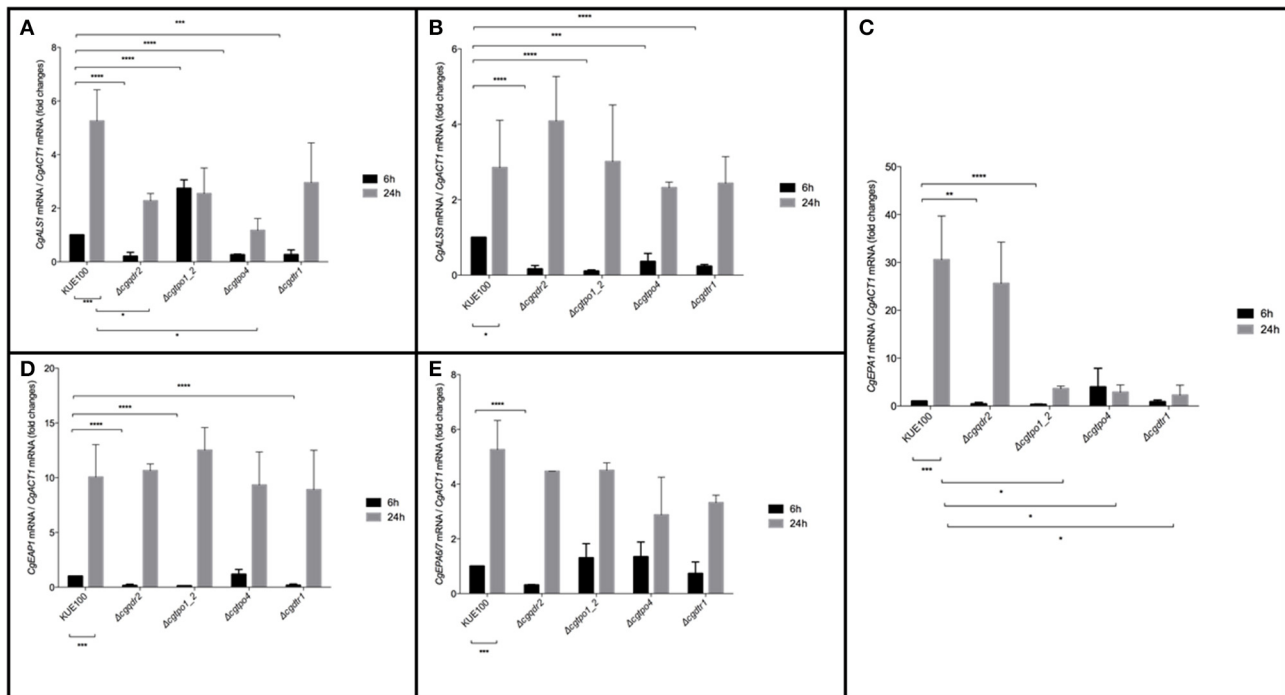 A
***
****
****
****
CgALS1 mRNA / CgACT1 mRNA (fold changes)
8
6
4
2
0
6h
24h
KUE100
Δcgqdr2
Δcgtpo1_2
Δcgtpo4
Δcgdtr1
***
*
*
B
****
***
****
****
CgALS3 mRNA / CgACT1 mRNA (fold changes)
6
4
2
0
6h
24h
KUE100
Δcgqdr2
Δcgtpo1_2
Δcgtpo4
Δcgdtr1
*
C
****
**
CgEPA1 mRNA / CgACT1 mRNA (fold changes)
50
40
30
20
10
0
6h
24h
KUE100
Δcgqdr2
Δcgtpo1_2
Δcgtpo4
Δcgdtr1
***
*
*
*
D
****
****
****
CgEAP1 mRNA / CgACT1 mRNA (fold changes)
20
15
10
5
0
6h
24h
KUE100
Δcgqdr2
Δcgtpo1_2
Δcgtpo4
Δcgdtr1
***
E
****
CgEPA6/7 mRNA / CgACT1 mRNA (fold changes)
8
6
4
2
0
6h
24h
KUE100
Δcgqdr2
Δcgtpo1_2
Δcgtpo4
Δcgdtr1
***